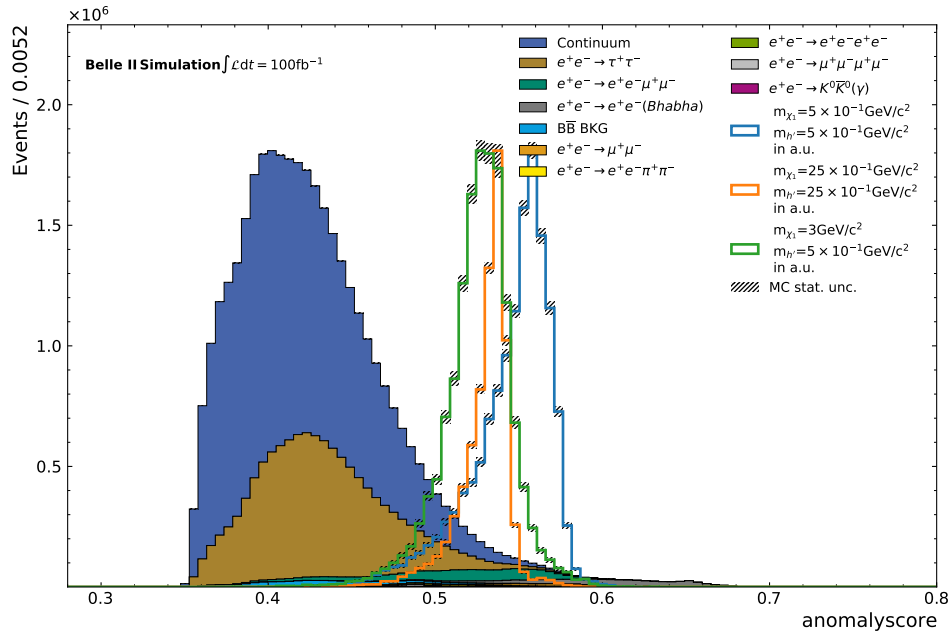 ×10⁶
Events / 0.0052
2.0
1.5
1.0
0.5
Belle II Simulation ∫ℒdt = 100fb⁻¹
Continuum
e⁺e⁻→τ⁺τ⁻
e⁺e⁻→e⁺e⁻μ⁺μ⁻
e⁺e⁻→e⁺e⁻(Bhabha)
BB̅ BKG
e⁺e⁻→μ⁺μ⁻
e⁺e⁻→e⁺e⁻π⁺π⁻
e⁺e⁻→e⁺e⁻e⁺e⁻
e⁺e⁻→μ⁺μ⁻μ⁺μ⁻
e⁺e⁻→K⁰K̅⁰(γ)
m_χ₁=5 × 10⁻¹GeV/c²
m_h′=5 × 10⁻¹GeV/c²
in a.u.
m_χ₁=25 × 10⁻¹GeV/c²
m_h′=25 × 10⁻¹GeV/c²
in a.u.
m_χ₁=3GeV/c²
m_h′=5 × 10⁻¹GeV/c²
in a.u.
MC stat. unc.
0.3 0.4 0.5 0.6 0.7 0.8
anomalyscore